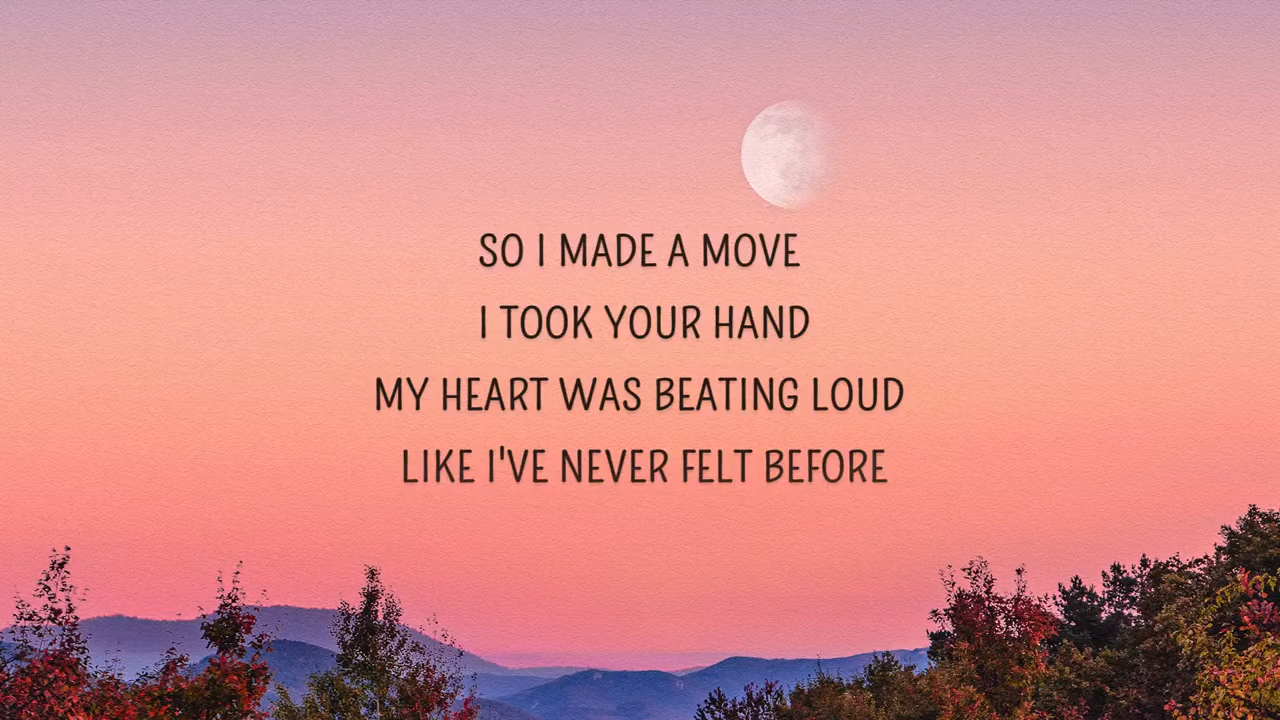 SO I MADE A MOVE
I TOOK YOUR HAND
MY HEART WAS BEATING LOUD
LIKE I'VE NEVER FELT BEFORE